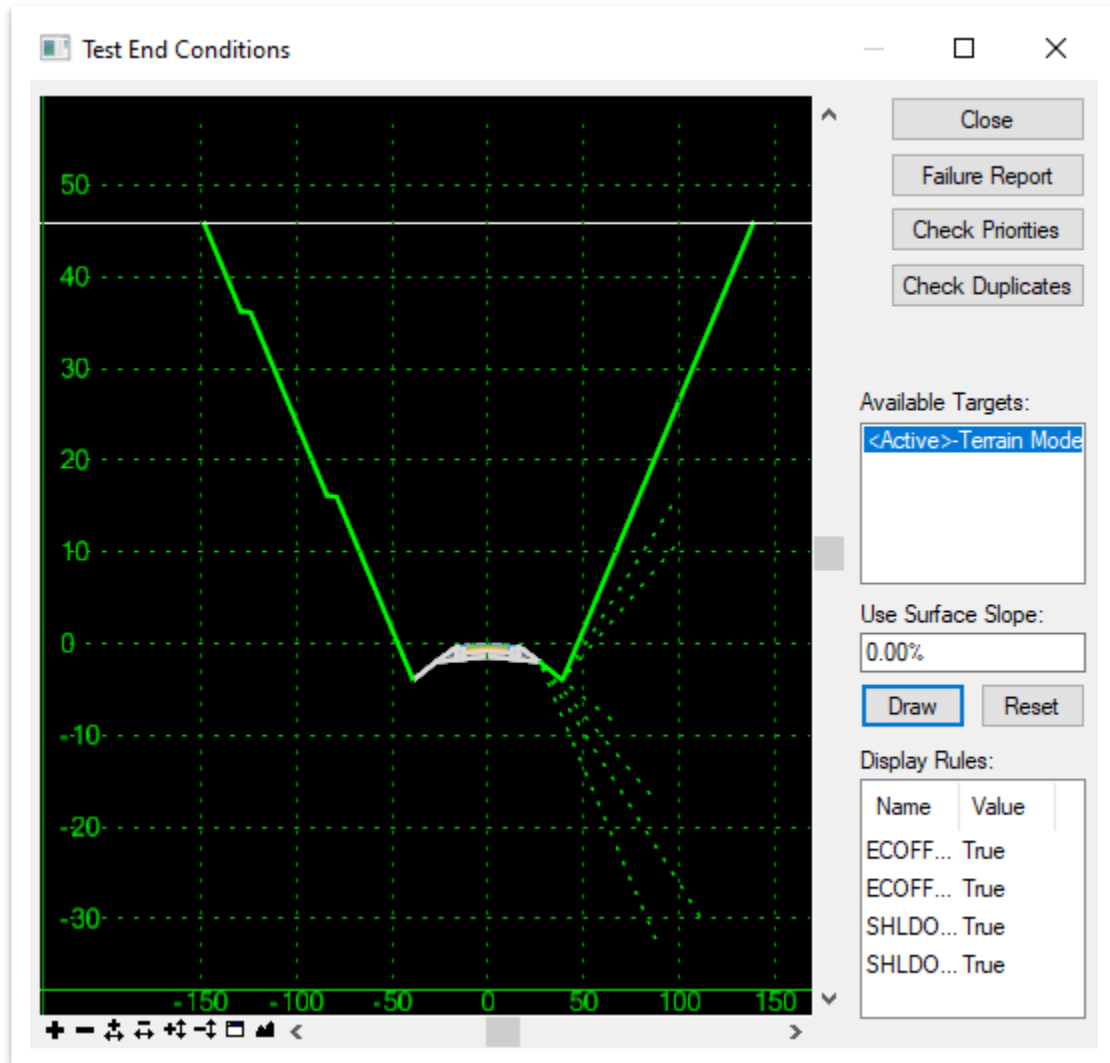 Test End Conditions
Close
Failure Report
Check Priorities
Check Duplicates
50
40
30
20
10
0
-10
-20
-30
-150 -100 -50 0 50 100 150
Available Targets:
<Active>-Terrain Mode
Use Surface Slope:
0.00%
Draw Reset
Display Rules:
Name Value
ECOFF... True
ECOFF... True
SHLDO... True
SHLDO... True